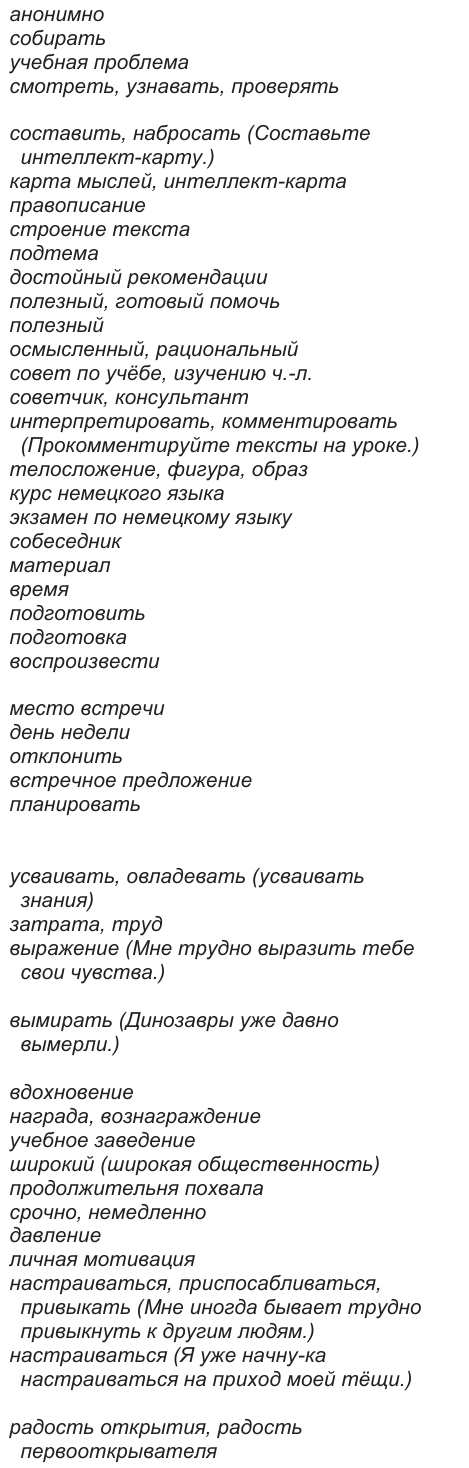 анонимно
собирать
учебная проблема
смотреть, узнавать, проверять
составить, набросать (Составьте
интеллект-карту.)
карта мыслей, интеллект-карта
правописание
строение текста
подтема
достойный рекомендации
полезный, готовый помочь
полезный
осмысленный, рациональный
совет по учёбе, изучению ч.-л.
советчик, консультант
интерпретировать, комментировать
(Прокомментируйте тексты на уроке.)
телосложение, фигура, образ
курс немецкого языка
экзамен по немецкому языку
собеседник
материал
время
подготовить
подготовка
воспроизвести
место встречи
день недели
отклонить
встречное предложение
планировать
усваивать, овладевать (усваивать
знания)
затрата, труд
выражение (Мне трудно выразить тебе
свои чувства.)
вымирать (Динозавры уже давно
вымерли.)
вдохновение
награда, вознаграждение
учебное заведение
широкий (широкая общественность)
продолжительня похвала
срочно, немедленно
давление
личная мотивация
настраиваться, приспосабливаться,
привыкать (Мне иногда бывает трудно
привыкнуть к другим людям.)
настраиваться (Я уже начну-ка
настраиваться на приход моей тёщи.)
радость открытия, радость
первооткрывателя